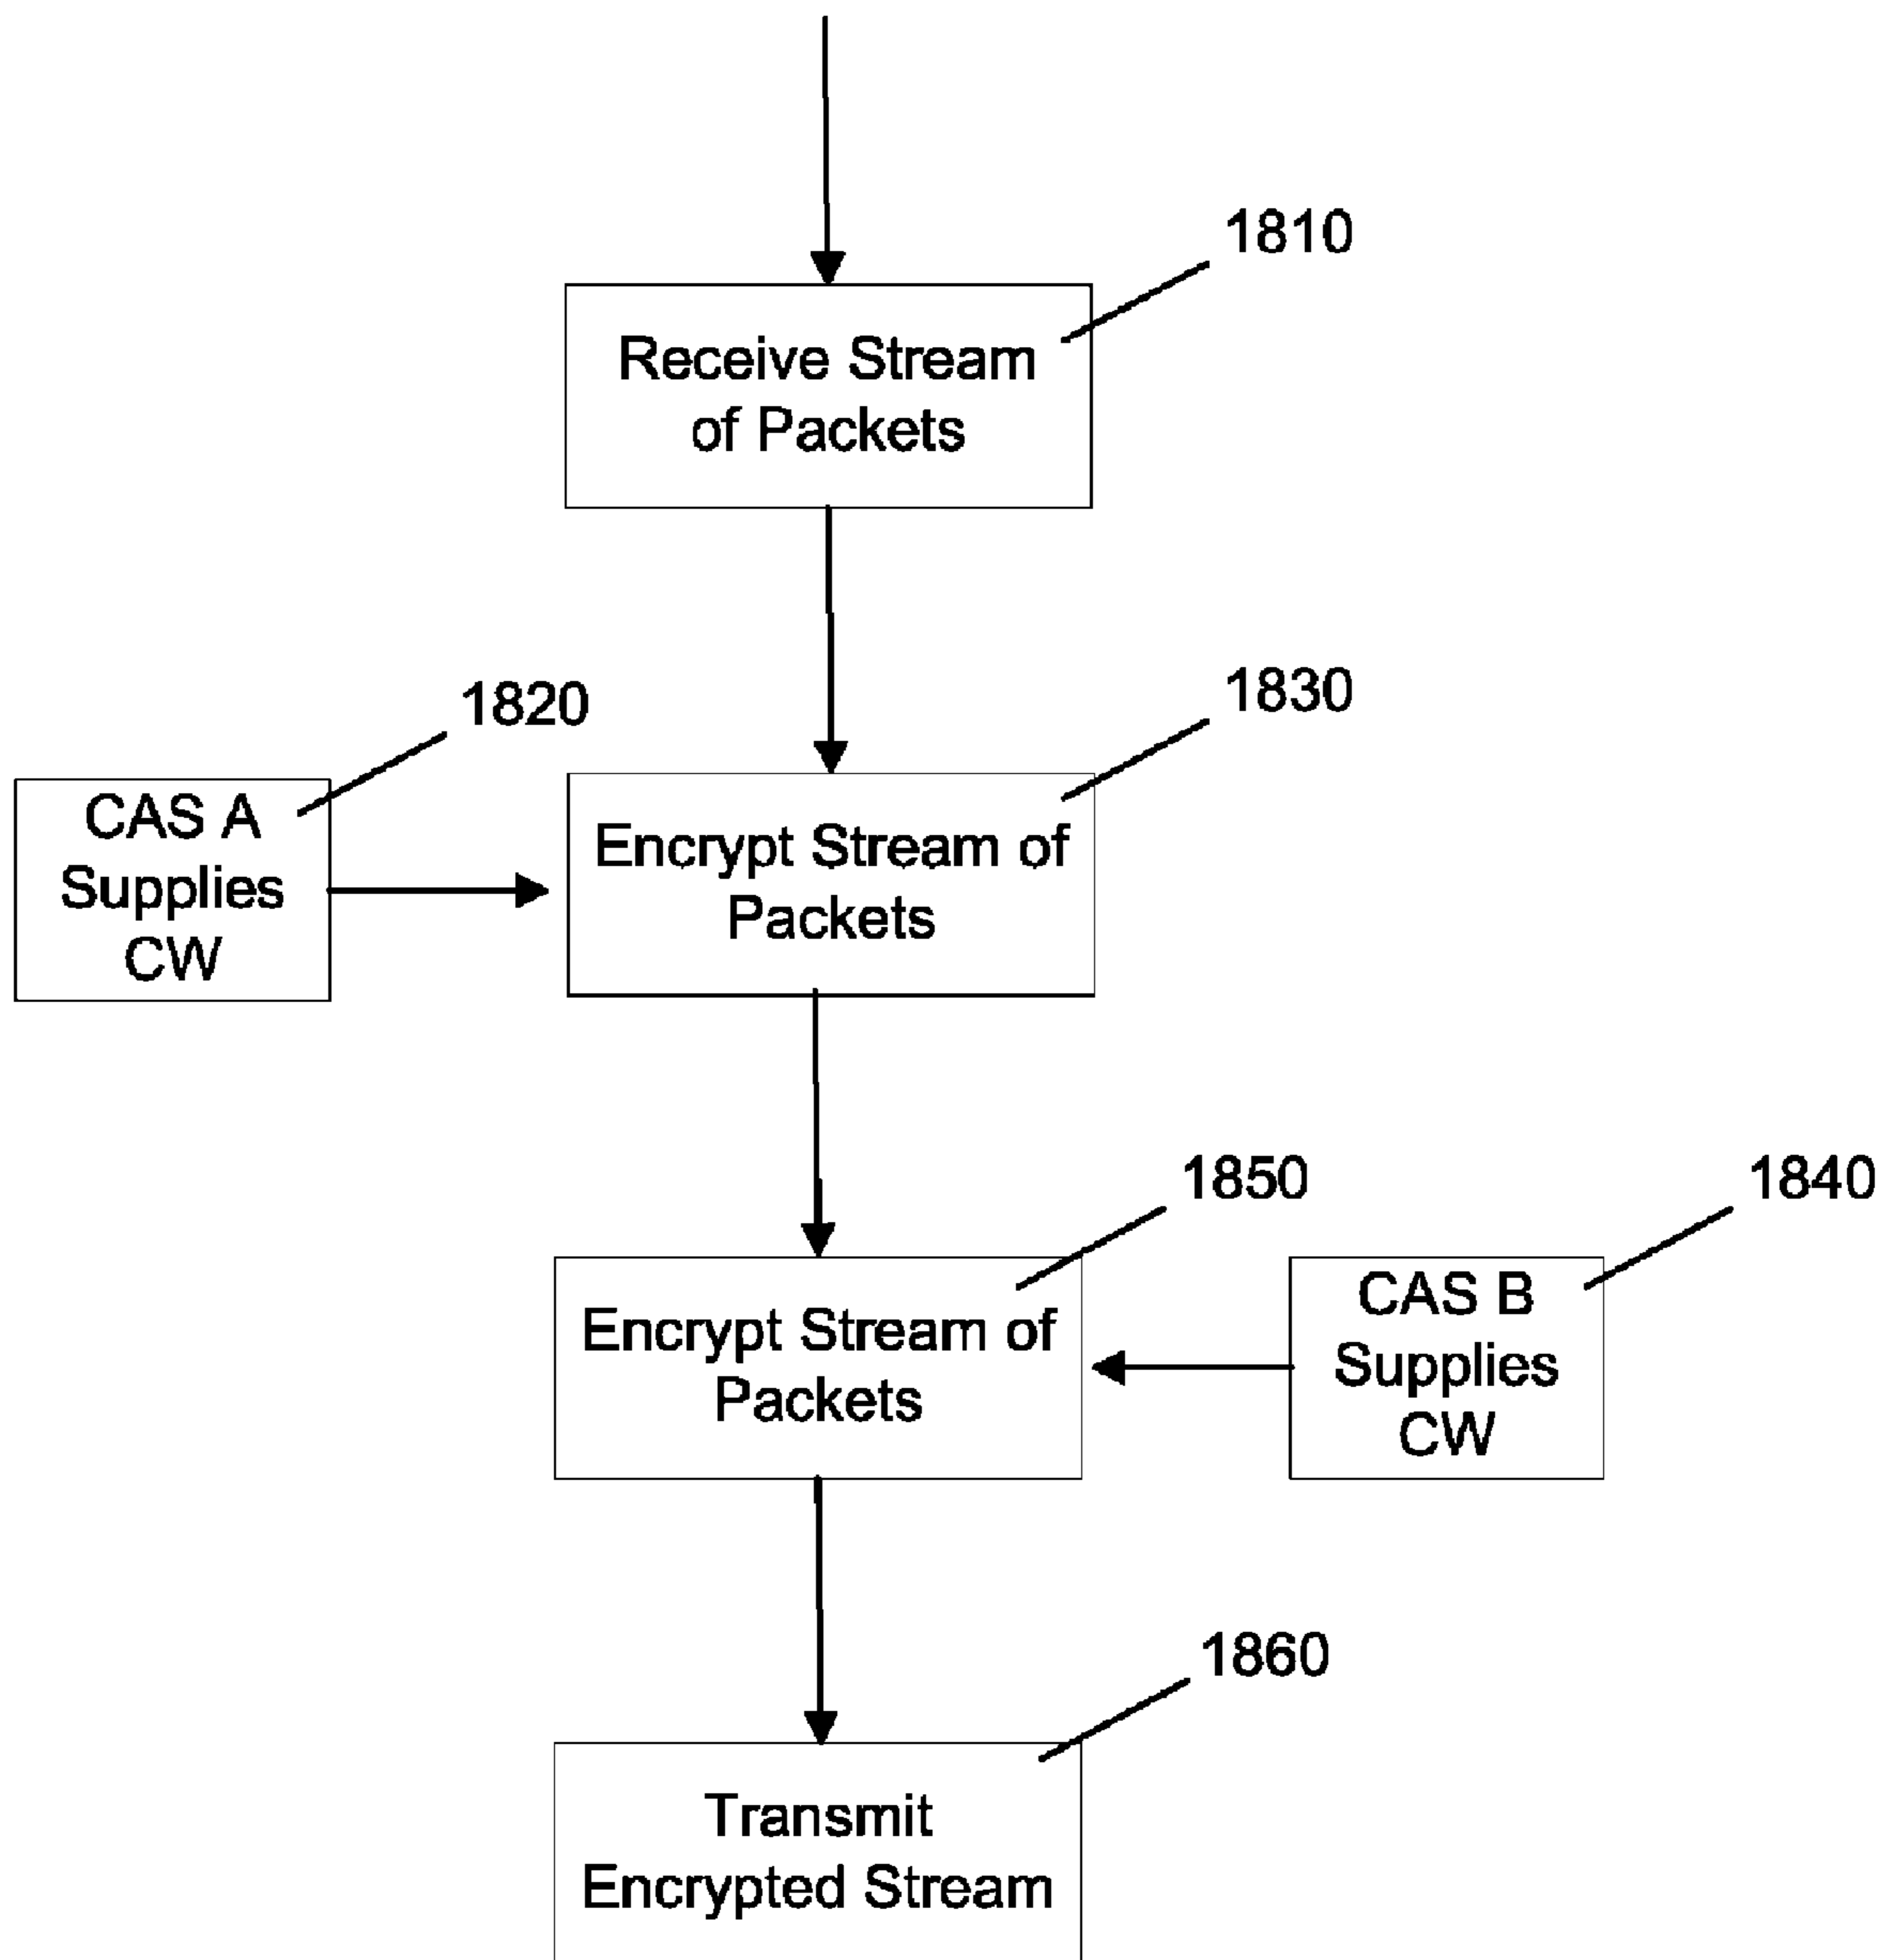 1810
Receive Stream
of Packets
1820
1830
CAS A
Supplies
CW
Encrypt Stream of
Packets
1850
1840
Encrypt Stream of
Packets
CAS B
Supplies
CW
1860
Transmit
Encrypted Stream